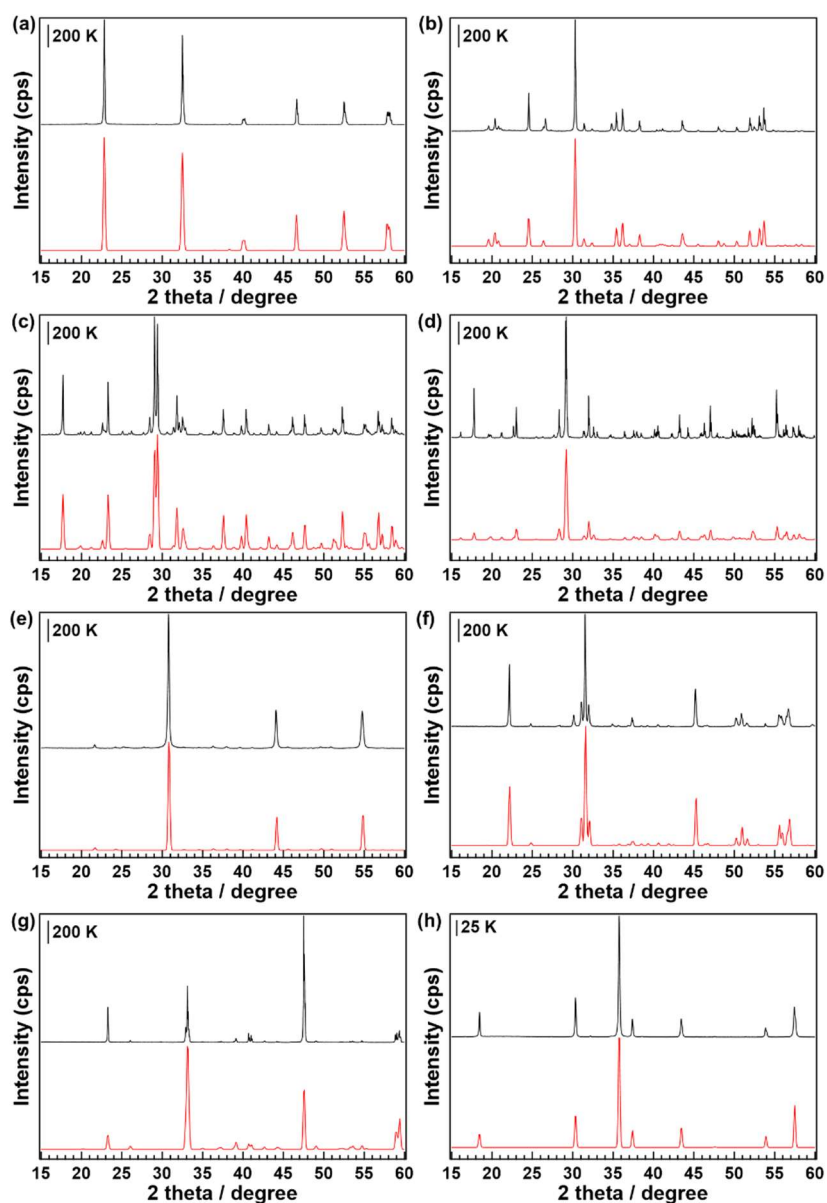 (a) 200 K
Intensity (cps)
15 20 25 30 35 40 45 50 55 60
2 theta / degree
(b) 200 K
Intensity (cps)
15 20 25 30 35 40 45 50 55 60
2 theta / degree
(c) 200 K
Intensity (cps)
15 20 25 30 35 40 45 50 55 60
2 theta / degree
(d) 200 K
Intensity (cps)
15 20 25 30 35 40 45 50 55 60
2 theta / degree
(e) 200 K
Intensity (cps)
15 20 25 30 35 40 45 50 55 60
2 theta / degree
(f) 200 K
Intensity (cps)
15 20 25 30 35 40 45 50 55 60
2 theta / degree
(g) 200 K
Intensity (cps)
15 20 25 30 35 40 45 50 55 60
2 theta / degree
(h) 25 K
Intensity (cps)
15 20 25 30 35 40 45 50 55 60
2 theta / degree